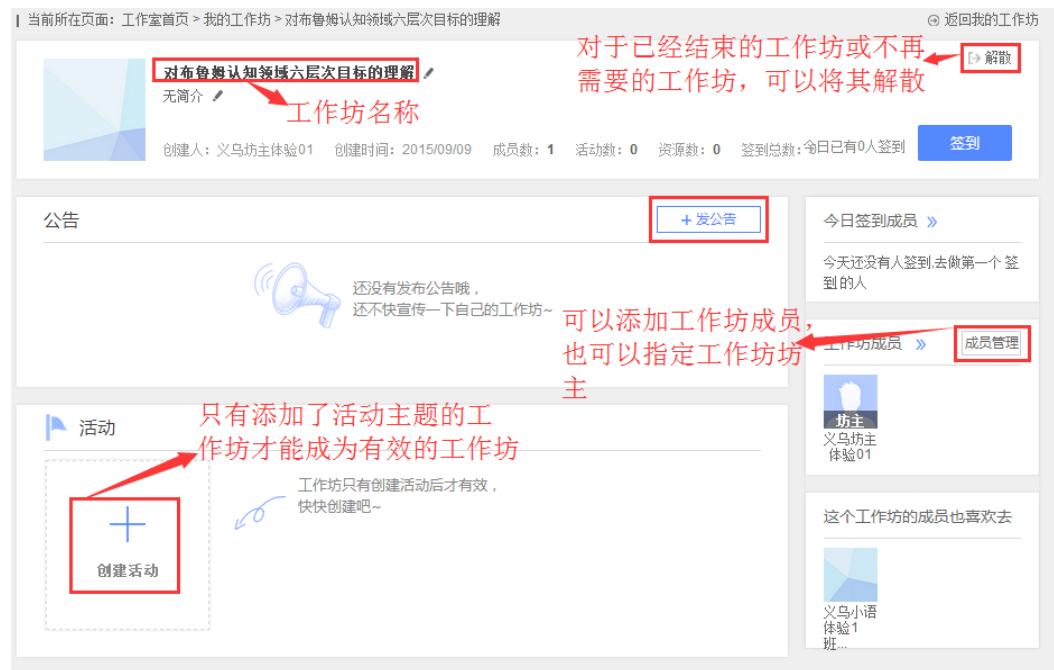 当前所在页面：工作室首页 > 我的工作坊 > 对布鲁姆认知领域六层次目标的理解
返回我的工作坊
对于已经结束的工作坊或不再
需要的工作坊，可以将其解散
解散
对布鲁姆认知领域六层次目标的理解
无简介
工作坊名称
创建人：义乌坊主体验01 创建时间：2015/09/09 成员数：1 活动数：0 资源数：0 签到总数：
今日已有0人签到
签到
公告
+ 发公告
还没有发布公告哦，
还不快宣传一下自己的工作坊~
今日签到成员 »
今天还没有人签到,去做第一个 签
到的人
可以添加工作坊成员，
也可以指定工作坊坊
主
工作坊成员 »
成员管理
坊主
义乌坊主
体验01
活动
只有添加了活动主题的工
作坊才能成为有效的工作坊
工作坊只有创建活动后才有效，
快快创建吧~
创建活动
这个工作坊的成员也喜欢去
义乌小语
体验1
班...